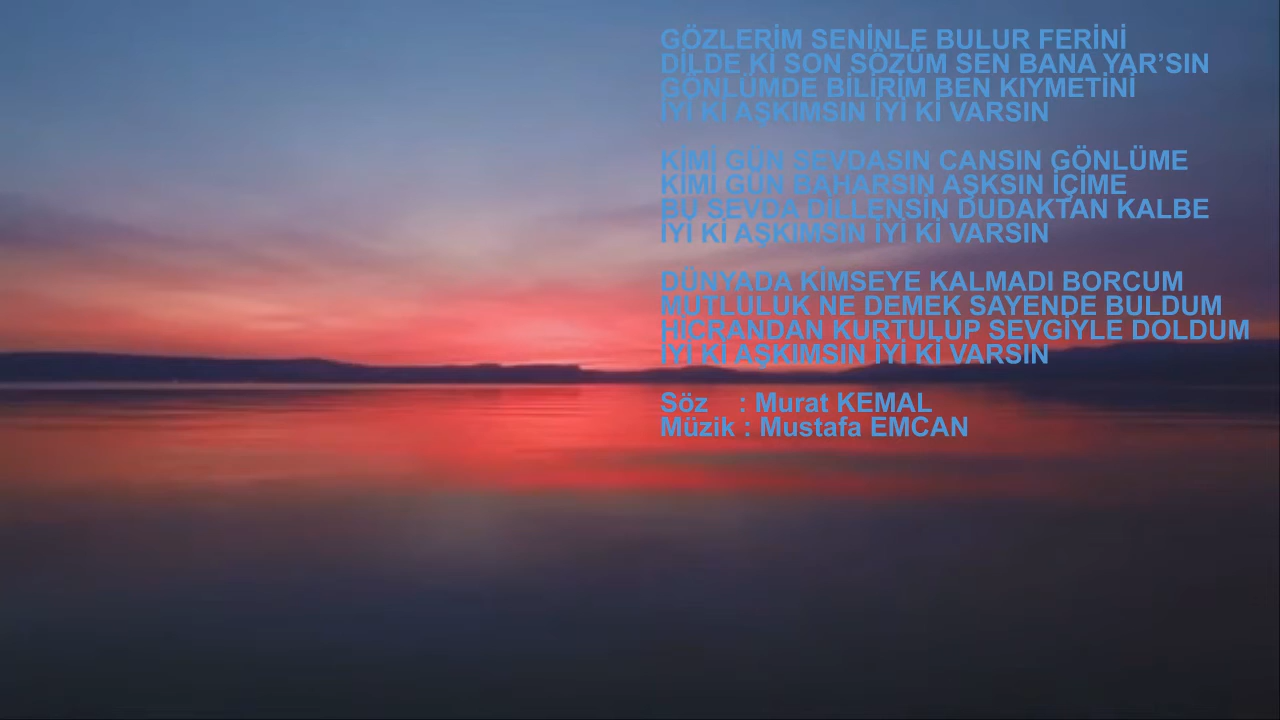 GÖZLERİM SENİNLE BULUR FERİNİ
DİLDE Kİ SON SÖZÜM SEN BANA YAR’SIN
GÖNLÜMDE BİLİRİM BEN KIYMETİNİ
İYİ Kİ AŞKIMSIN İYİ Kİ VARSIN

KİMİ GÜN SEVDASIN CANSIN GÖNLÜME
KİMİ GÜN BAHARSIN AŞKSIN İÇİME
BU SEVDA DİLLENSİN DUDAKTAN KALBE
İYİ Kİ AŞKIMSIN İYİ Kİ VARSIN

DÜNYADA KİMSEYE KALMADI BORCUM
MUTLULUK NE DEMEK SAYENDE BULDUM
HİCRANDAN KURTULUP SEVGİYLE DOLDUM
İYİ Kİ AŞKIMSIN İYİ Kİ VARSIN

Söz : Murat KEMAL
Müzik : Mustafa EMCAN